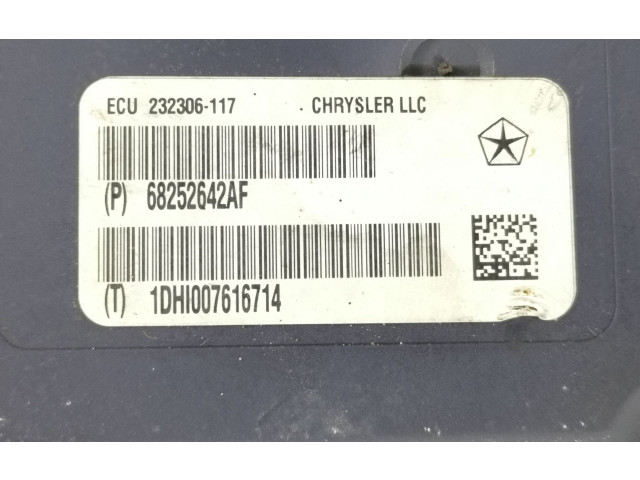 ECU 232306-117 CHRYSLER LLC
(P) 68252642AF
(T) 1DHI007616714